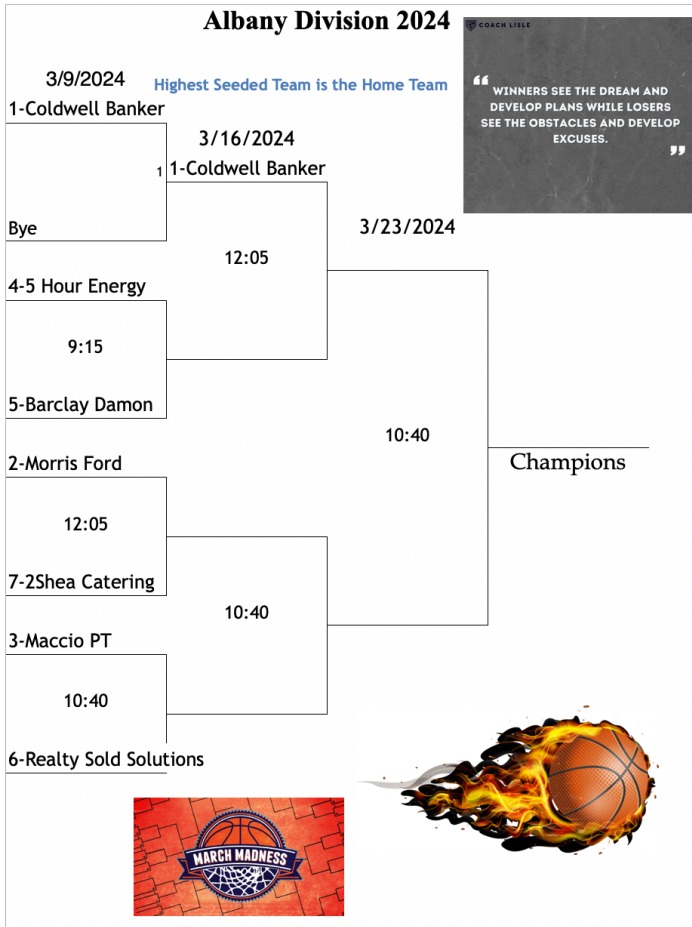 Albany Division 2024
COACH LISLE
“
WINNERS SEE THE DREAM AND
DEVELOP PLANS WHILE LOSERS
SEE THE OBSTACLES AND DEVELOP
EXCUSES.
”
3/9/2024
Highest Seeded Team is the Home Team
1-Coldwell Banker
3/16/2024
1 1-Coldwell Banker
Bye
3/23/2024
12:05
4-5 Hour Energy
9:15
5-Barclay Damon
10:40
2-Morris Ford
Champions
12:05
7-2Shea Catering
10:40
3-Maccio PT
10:40
6-Realty Sold Solutions
MARCH MADNESS